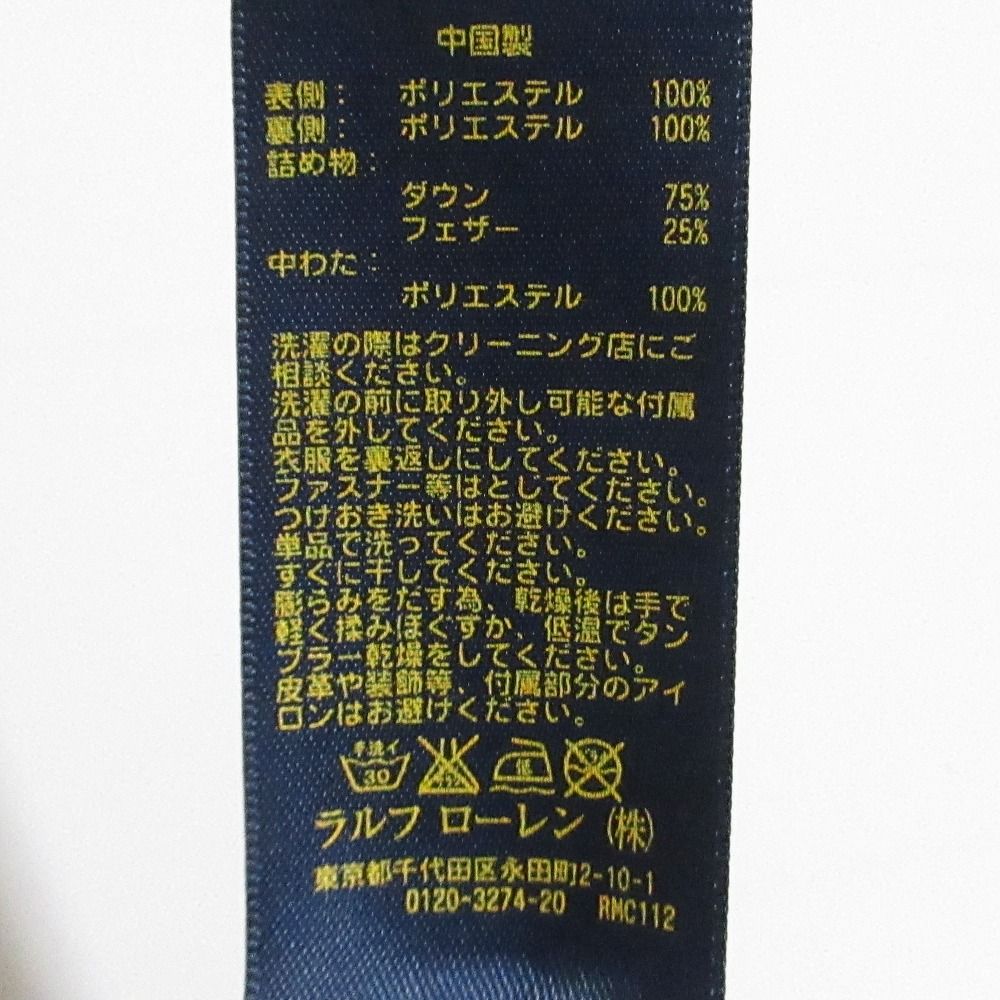 中国製
表側： ポリエステル 100%
裏側： ポリエステル 100%
詰め物：
ダウン 75%
フェザー 25%
中わた：
ポリエステル 100%
洗濯の際はクリーニング店にご
相談ください。
洗濯の前に取り外し可能な付属
品を外してください。
衣服を裏返しにしてください。
ファスナー等はとしてください。
つけおき洗いはお避けください。
単品で洗ってください。
すぐに干してください。
膨らみをだす為、乾燥後は手で
軽く揉みほぐすか、低温でタン
ブラー乾燥をしてください。
皮革や装飾等、付属部分のアイ
ロンはお避けください。
手洗イ 30 低
ラルフ ローレン（株）
東京都千代田区永田町2-10-1
0120-3274-20 RMC112